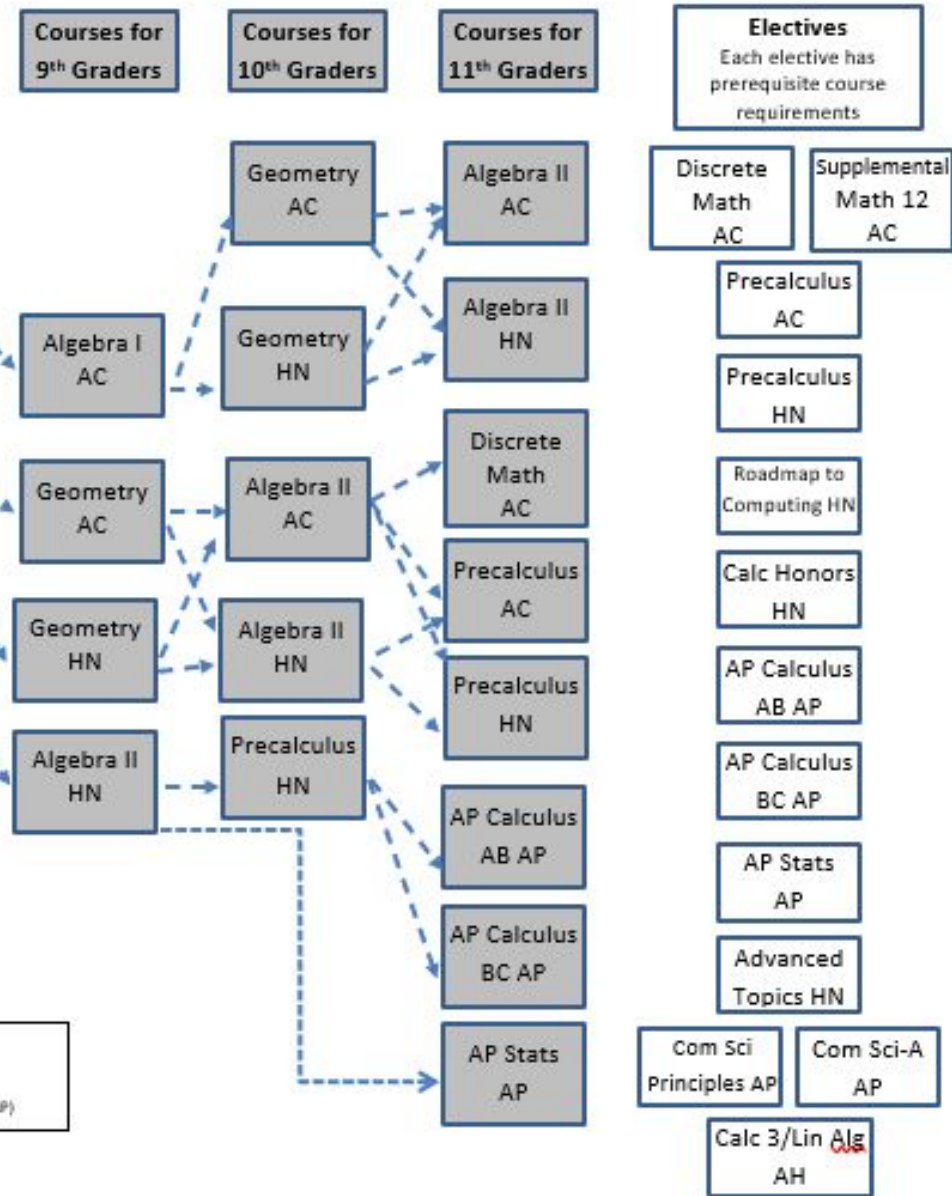 Courses for
9th Graders
Courses for
10th Graders
Courses for
11th Graders
Electives
Each elective has
prerequisite course
requirements
Algebra I
AC
Geometry
AC
Geometry
HN
Algebra II
HN
Geometry
AC
Geometry
HN
Algebra II
AC
Algebra II
HN
Precalculus
HN
Algebra II
AC
Algebra II
HN
Discrete
Math
AC
Precalculus
AC
Precalculus
HN
AP Calculus
AB AP
AP Calculus
BC AP
AP Stats
AP
Discrete
Math
AC
Supplemental
Math 12
AC
Precalculus
AC
Precalculus
HN
Roadmap to
Computing HN
Calc Honors
HN
AP Calculus
AB AP
AP Calculus
BC AP
AP Stats
AP
Advanced
Topics HN
Com Sci
Principles AP
Com Sci-A
AP
Calc 3/Lin Alg
AH